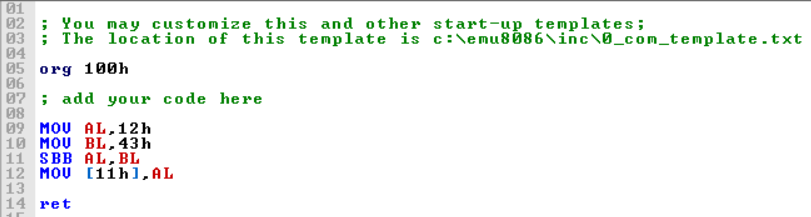 01
02 ; You may customize this and other start-up templates;
03 ; The location of this template is c:\emu8086\inc\0_com_template.txt
04
05 org 100h
06
07 ; add your code here
08
09 MOV AL,12h
10 MOV BL,43h
11 SBB AL,BL
12 MOV [11h],AL
13
14 ret